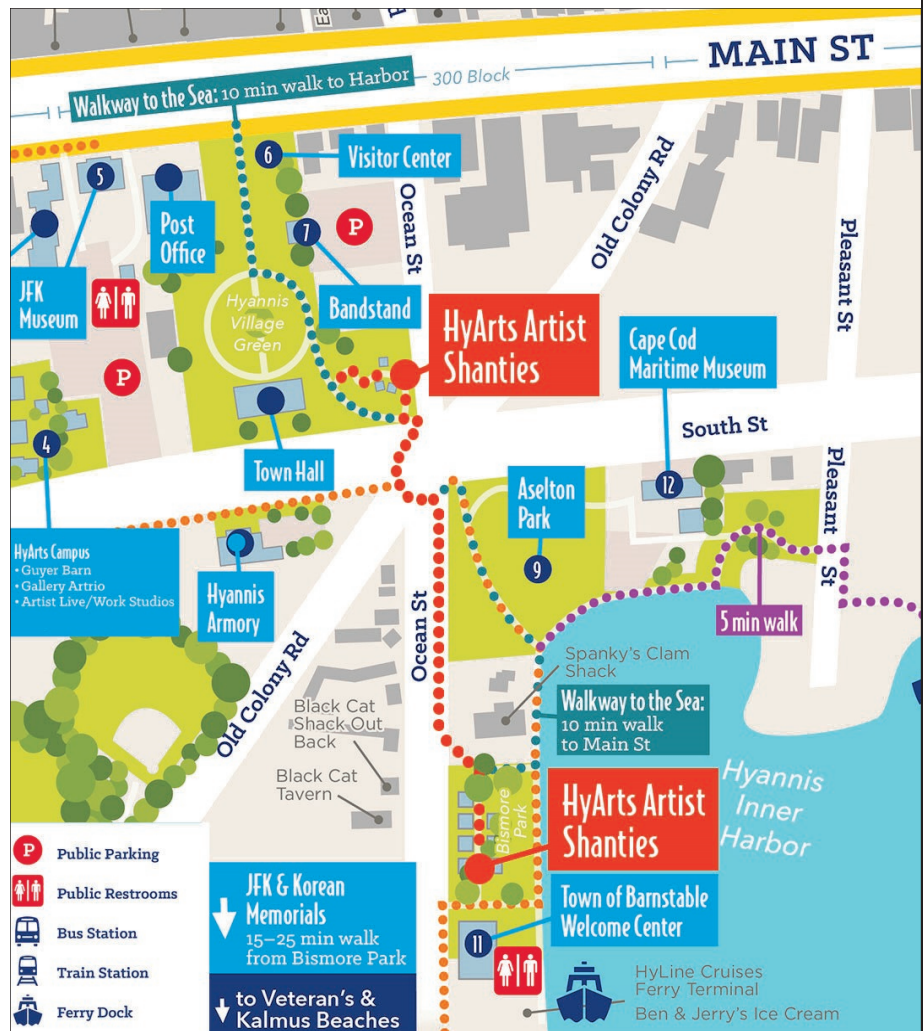 Ea
MAIN ST
300 Block
Walkway to the Sea: 10 min walk to Harbor
6
Visitor Center
5
Post
Office
7
P
Ocean St
Old Colony Rd
Pleasant St
JFK
Museum
Bandstand
Hyannis
Village
Green
HyArts Artist
Shanties
Cape Cod
Maritime Museum
P
South St
4
Town Hall
12
Aselton
Park
Pleasant St
HyArts Campus
• Guyer Barn
• Gallery Artrio
• Artist Live/Work Studios
Hyannis
Armory
9
5 min walk
Ocean St
Old Colony Rd
Spanky's Clam
Shack
Black Cat
Shack Out
Back
Walkway to the Sea:
10 min walk
to Main St
Black Cat
Tavern
Bismore
Park
Hyannis
Inner
Harbor
HyArts Artist
Shanties
P
Public Parking
Public Restrooms
Bus Station
Train Station
Ferry Dock
JFK & Korean
Memorials
15–25 min walk
from Bismore Park
to Veteran's &
Kalmus Beaches
Town of Barnstable
Welcome Center
11
HyLine Cruises
Ferry Terminal
Ben & Jerry's Ice Cream